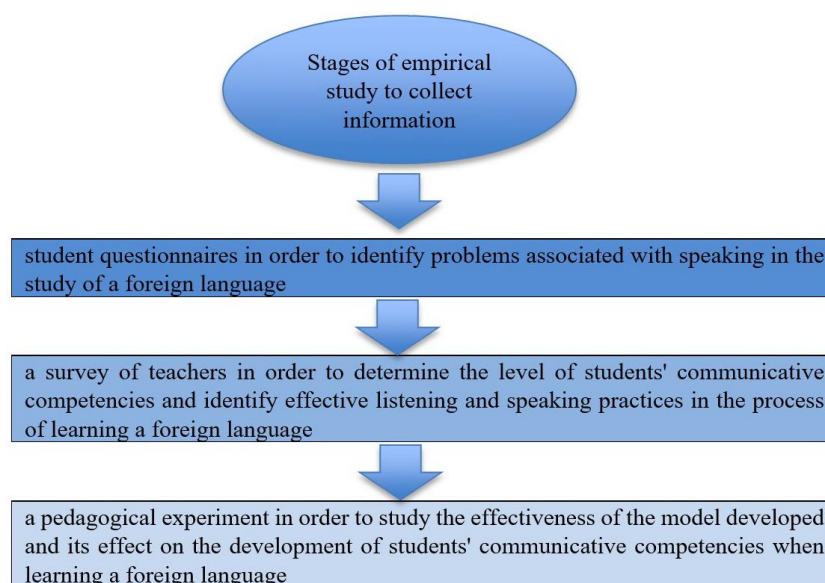 Stages of empirical
study to collect
information
student questionnaires in order to identify problems associated with speaking in the
study of a foreign language
a survey of teachers in order to determine the level of students' communicative
competencies and identify effective listening and speaking practices in the process
of learning a foreign language
a pedagogical experiment in order to study the effectiveness of the model developed
and its effect on the development of students' communicative competencies when
learning a foreign language